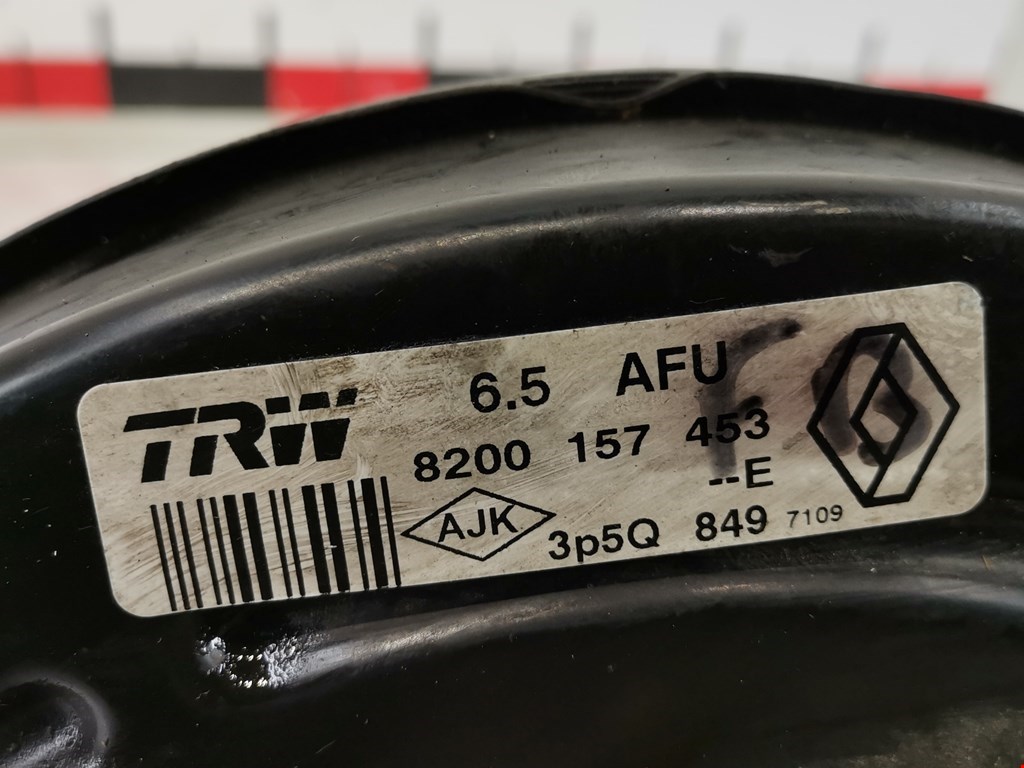 TRW
6.5 AFU
8200 157 453
--E
AJK
3p5Q 849 7109